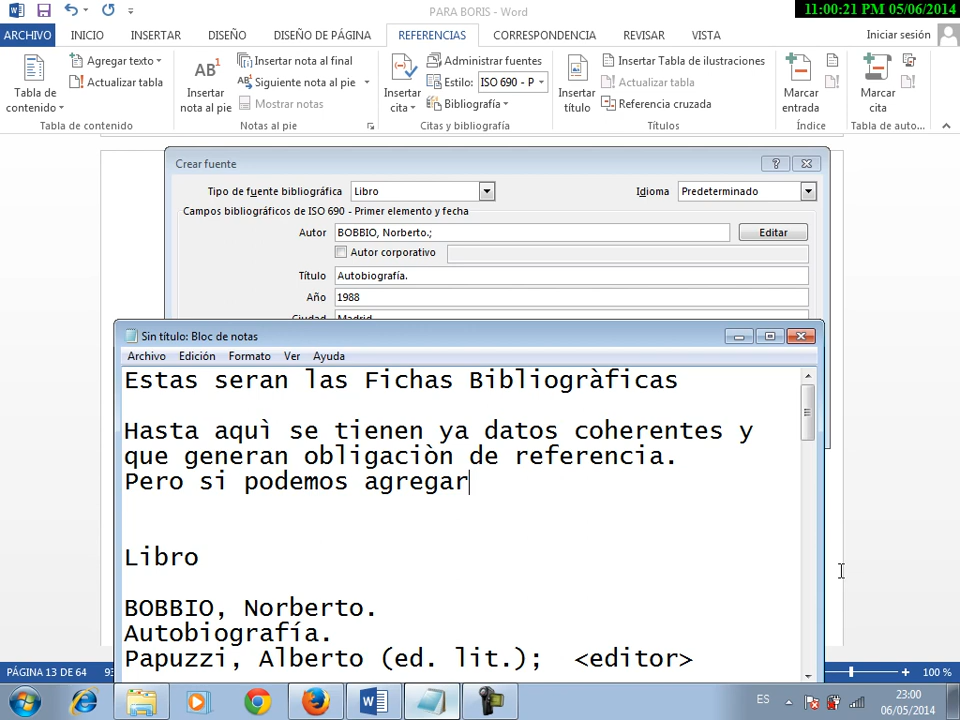 PARA BORIS - Word
11:00:21 PM 05/06/2014
ARCHIVO INICIO INSERTAR DISEÑO DISEÑO DE PÁGINA REFERENCIAS CORRESPONDENCIA REVISAR VISTA Iniciar sesión
Tabla de contenido
Agregar texto
Actualizar tabla
Tabla de contenido
AB¹
Insertar nota al pie
Insertar nota al final
Siguiente nota al pie
Mostrar notas
Notas al pie
Insertar cita
Administrar fuentes
Estilo: ISO 690 - P
Bibliografía
Citas y bibliografía
Insertar título
Insertar Tabla de ilustraciones
Actualizar tabla
Referencia cruzada
Títulos
Marcar entrada
Índice
Marcar cita
Tabla de auto...
Crear fuente
Tipo de fuente bibliográfica Libro Idioma Predeterminado
Campos bibliográficos de ISO 690 - Primer elemento y fecha
Autor BOBBIO, Norberto.; Editar
Autor corporativo
Título Autobiografía.
Año 1988
Ciudad Madrid
Sin título: Bloc de notas
Archivo Edición Formato Ver Ayuda
Estas seran las Fichas Bibliogràficas
Hasta aquì se tienen ya datos coherentes y
que generan obligaciòn de referencia.
Pero si podemos agregar
Libro
BOBBIO, Norberto.
Autobiografía.
Papuzzi, Alberto (ed. lit.); <editor>
PÁGINA 13 DE 64
100 %
ES
23:00
06/05/2014